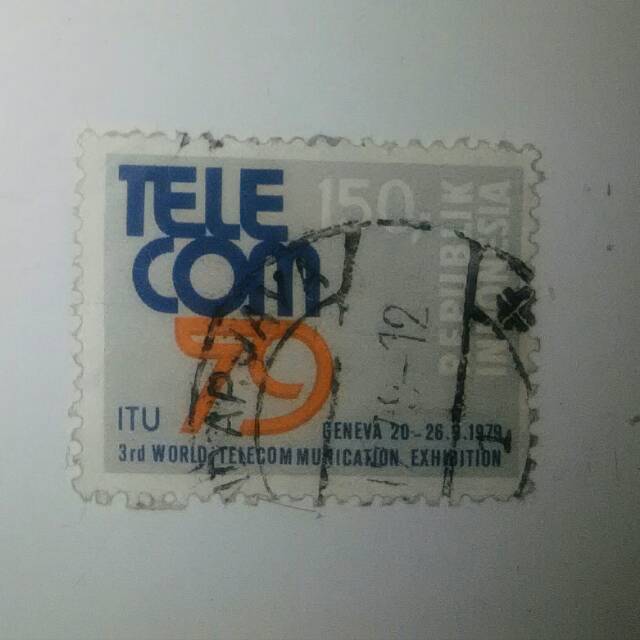 TELE
COM
79
150,
REPUBLIK
INDONESIA
ITU
GENEVA 20-26.9.1979
3rd WORLD TELECOMMUNICATION EXHIBITION